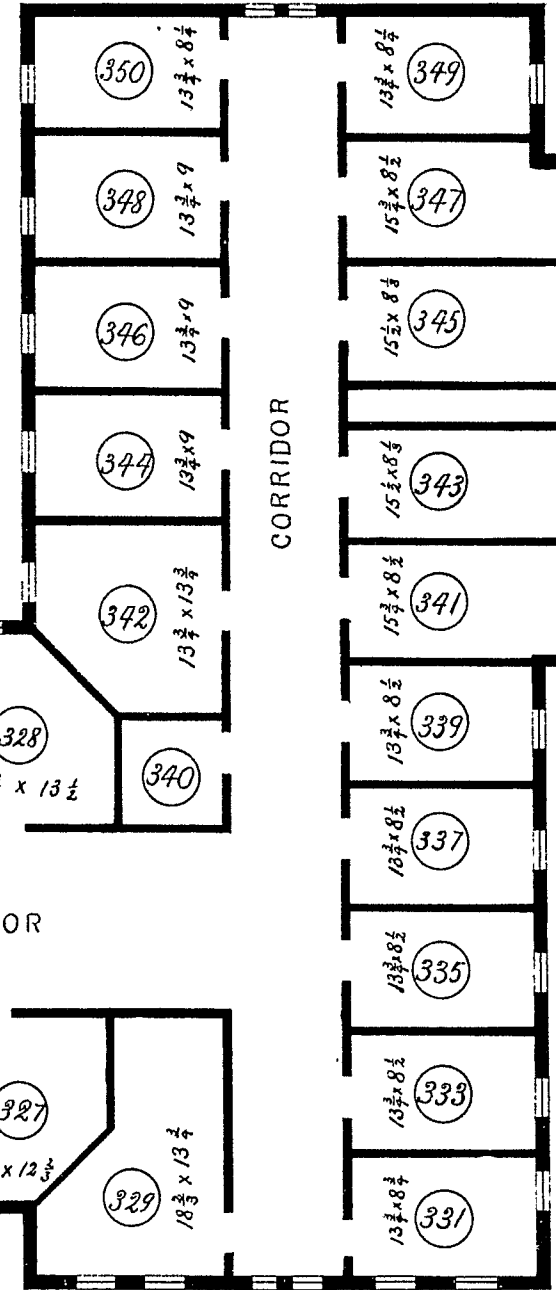 350 13¾ x 8¼
349 13¾ x 8¼
348 13¾ x 9
347 15¾ x 8½
346 13¾ x 9
345 15½ x 8⅓
CORRIDOR
344 13¾ x 9
343 15½ x 8⅓
342 13¾ x 13¾
341 15¾ x 8½
328
x 13½
340
339 13¾ x 8½
337 13¾ x 8½
OR
335 13¾ x 8½
333 13¾ x 8½
327
x 12⅔
329 18⅔ x 13¾
331 13¾ x 8¾